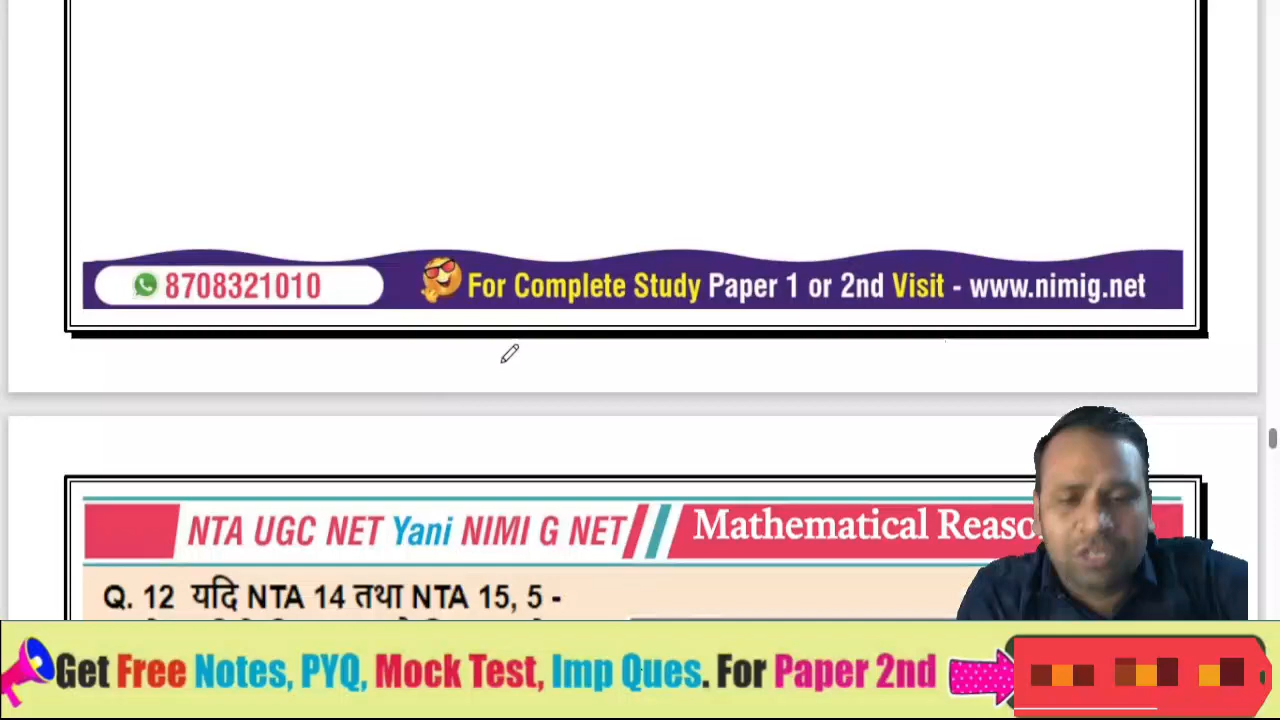 8708321010
For Complete Study Paper 1 or 2nd Visit - www.nimig.net
NTA UGC NET Yani NIMI G NET
Mathematical Reaso
Q. 12 यदि NTA 14 तथा NTA 15, 5 -
Get Free Notes, PYQ, Mock Test, Imp Ques. For Paper 2nd